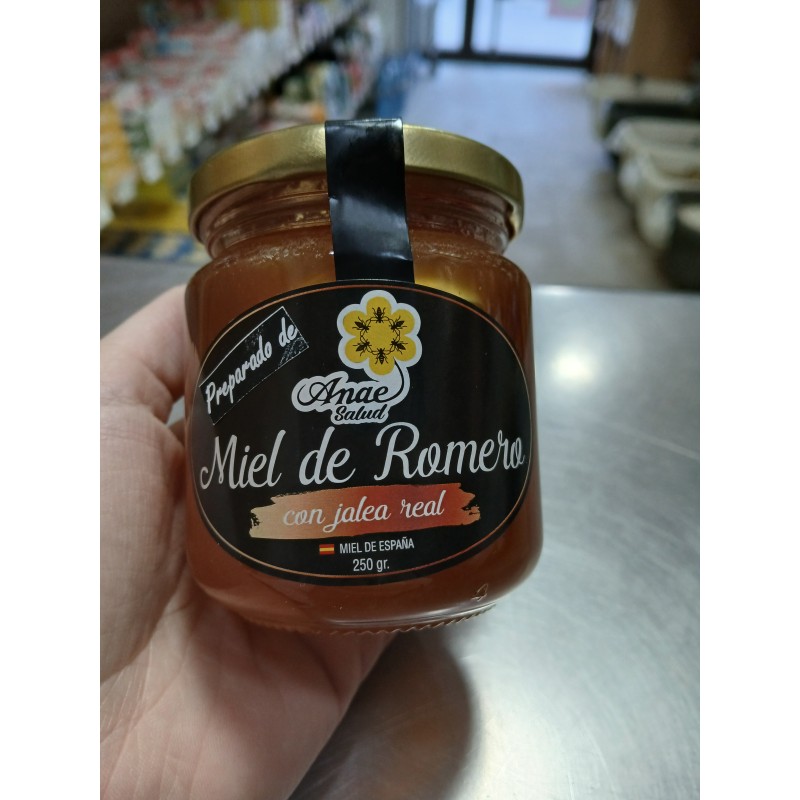 Preparado de
Anae
Salud
Miel de Romero
con jalea real
MIEL DE ESPAÑA
250 gr.